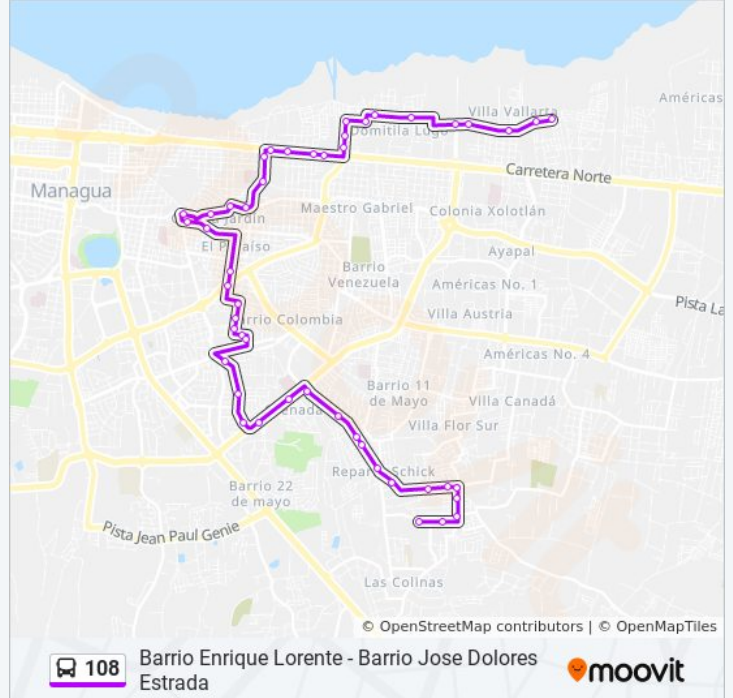 Américas
Villa Vallarta
Domitila Lugo
Carretera Norte
Managua
Maestro Gabriel
Colonia Xolotlán
Jardín
El Paraíso
Ayapal
Barrio
Venezuela
Américas No. 1
Pista La
Villa Austria
Barrio Colombia
Américas No. 4
Barrio 11
de Mayo
Villa Canadá
Villa Flor Sur
Reparto Schick
Barrio 22
de mayo
Pista Jean Paul Genie
Las Colinas
© OpenStreetMap contributors | © OpenMapTiles
108
Barrio Enrique Lorente - Barrio Jose Dolores
Estrada
moovit